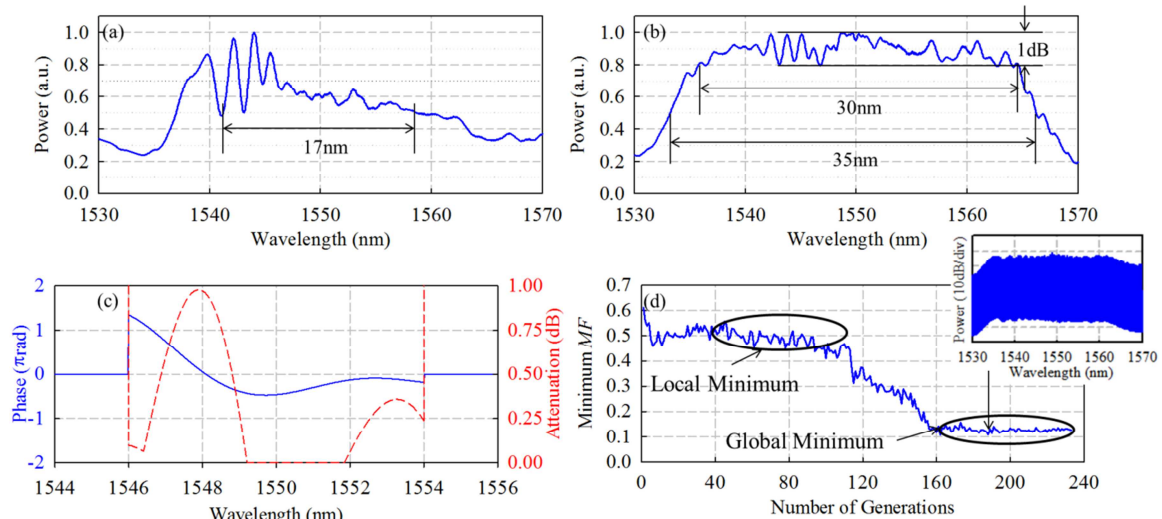 (a)
Power (a.u.)
1.0
0.8
0.6
0.4
0.2
0.0
17nm
1530 1540 1550 1560 1570
Wavelength (nm)
(b)
Power (a.u.)
1.0
0.8
0.6
0.4
0.2
0.0
1dB
30nm
35nm
1530 1540 1550 1560 1570
Wavelength (nm)
(c)
Phase (πrad)
2
1
0
-1
-2
Attenuation (dB)
1.00
0.75
0.50
0.25
0.00
1544 1546 1548 1550 1552 1554 1556
Wavelength (nm)
(d)
Minimum MF
0.7
0.6
0.5
0.4
0.3
0.2
0.1
0.0
Local Minimum
Global Minimum
0 40 80 120 160 200 240
Number of Generations
Power (10dB/div)
1530 1540 1550 1560 1570
Wavelength (nm)